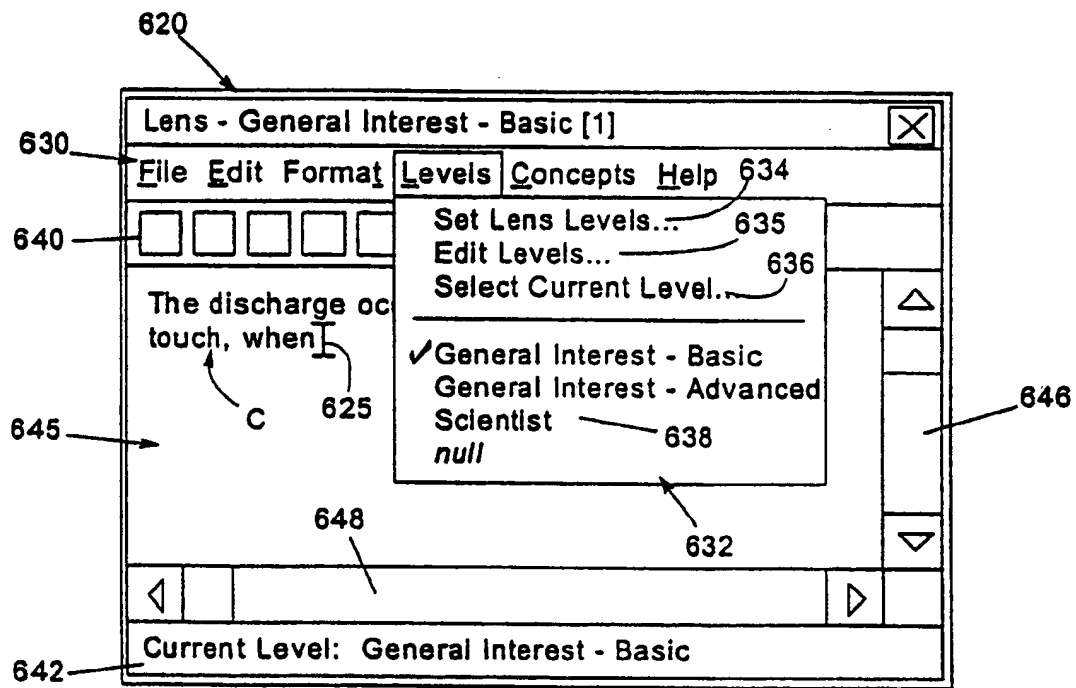 620
Lens - General Interest - Basic [1]
630
File Edit Format Levels Concepts Help 634
640
Set Lens Levels...
635
Edit Levels...
636
Select Current Level...
The discharge oc
touch, when
✓General Interest - Basic
General Interest - Advanced
C
625
646
Scientist
638
645
null
648
632
Current Level: General Interest - Basic
642